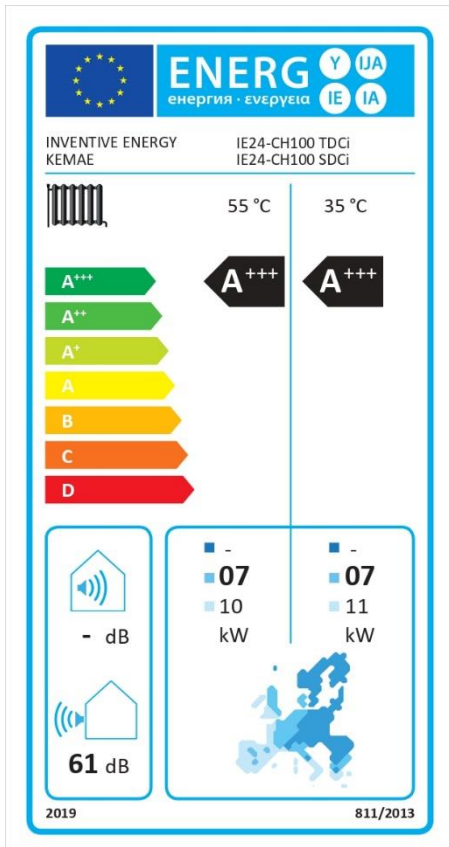 ENERG Y IJA
енергия · ενεργεια IE IA
INVENTIVE ENERGY IE24-CH100 TDCi
KEMAE IE24-CH100 SDCi
55 °C 35 °C
A+++ A+++ A+++
A++
A+
A
B
C
D
- -
07 07
10 11
kW kW
- dB
61 dB
2019 811/2013